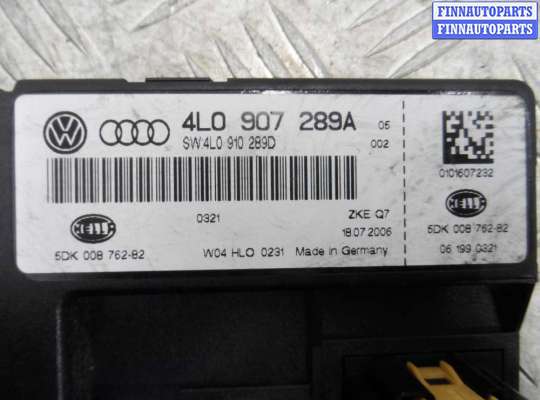 FINNAUTOPARTS
FINNAUTOPARTS
FINNAUTOPARTS
4L0 907 289A 05
SW:4L0 910 289D 002
0101607232
0321 ZKE Q7
18.07.2006
HELLA
HELLA
5DK 008 762-82 W04 HLO 0231 Made in Germany
5DK 008 762-82
06 199 0321